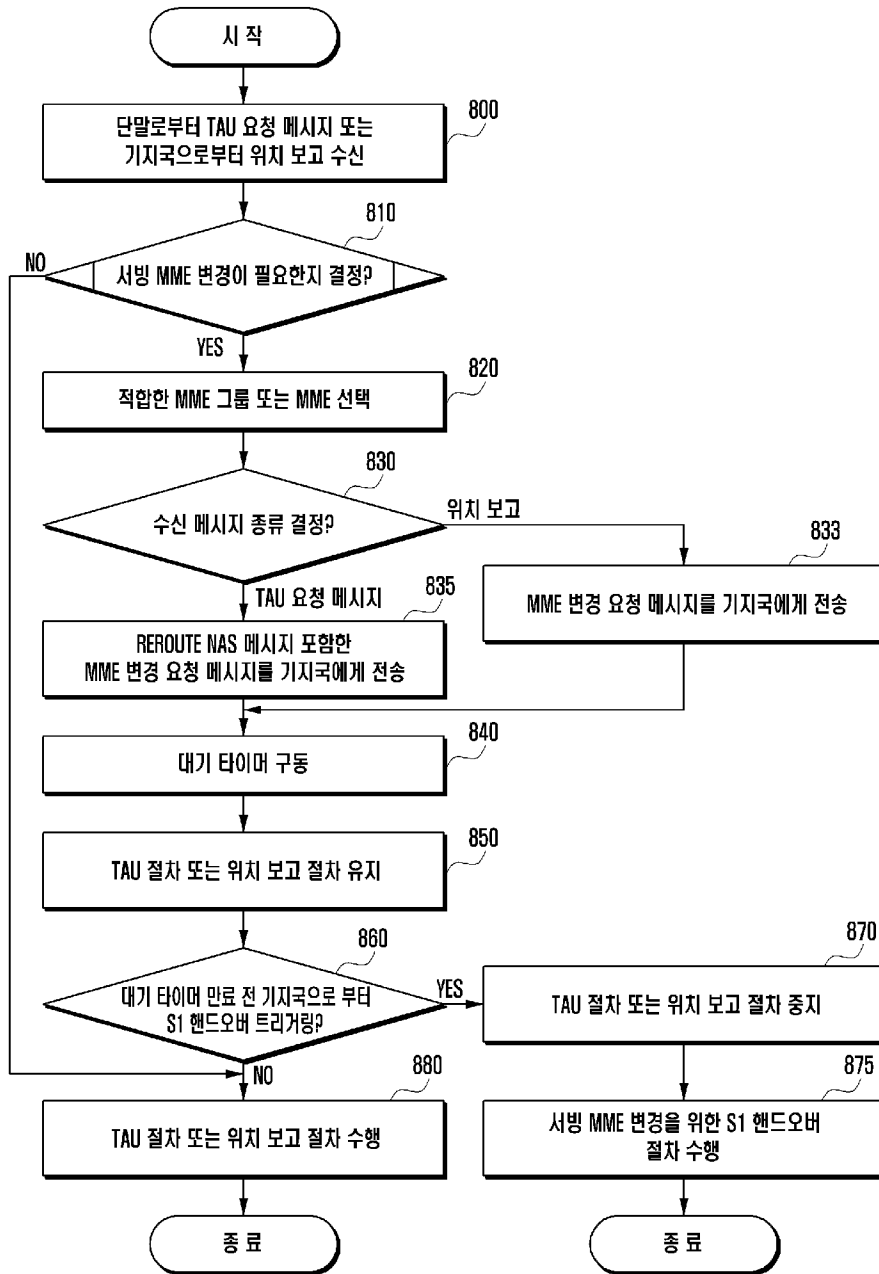 시 작
800
단말로부터 TAU 요청 메시지 또는
기지국으로부터 위치 보고 수신
810
NO
서빙 MME 변경이 필요한지 결정?
YES
820
적합한 MME 그룹 또는 MME 선택
830
수신 메시지 종류 결정?
위치 보고
833
MME 변경 요청 메시지를 기지국에게 전송
TAU 요청 메시지
835
REROUTE NAS 메시지 포함한
MME 변경 요청 메시지를 기지국에게 전송
840
대기 타이머 구동
850
TAU 절차 또는 위치 보고 절차 유지
860
대기 타이머 만료 전 기지국으로 부터
S1 핸드오버 트리거링?
YES
870
TAU 절차 또는 위치 보고 절차 중지
NO
880
TAU 절차 또는 위치 보고 절차 수행
875
서빙 MME 변경을 위한 S1 핸드오버
절차 수행
종 료
종 료